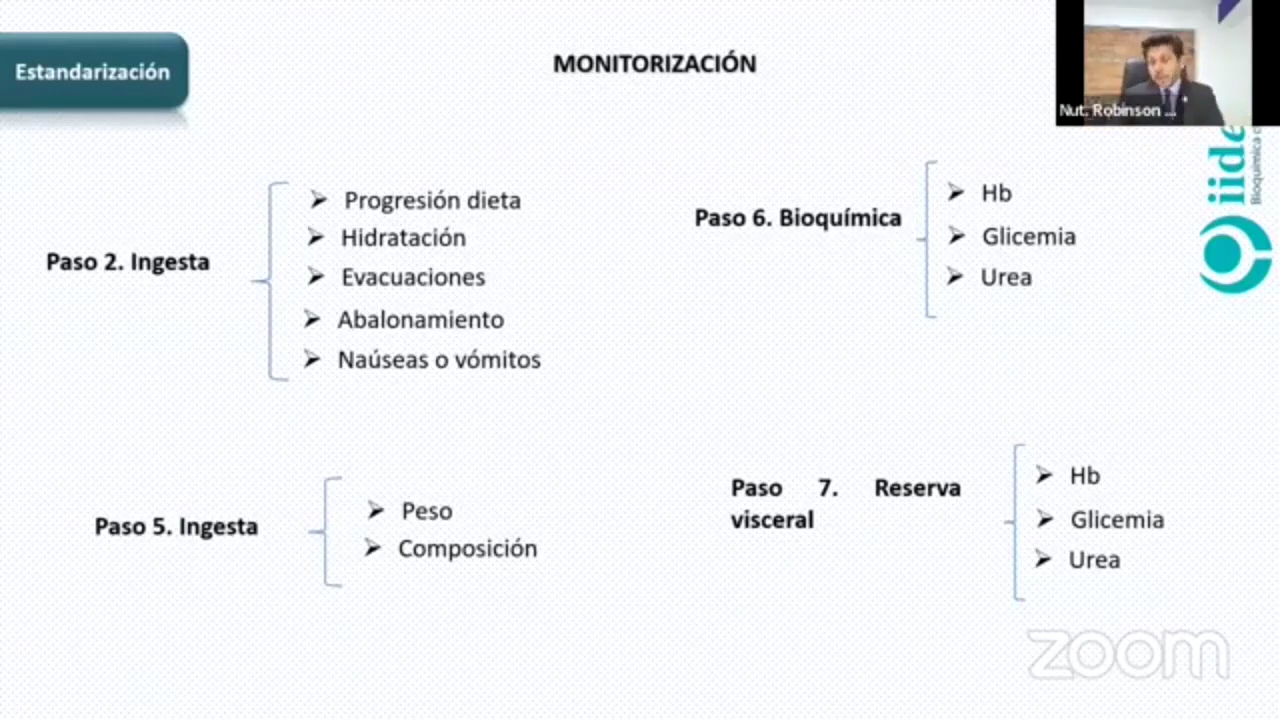 Estandarización
MONITORIZACIÓN
Nut. Robinson ...
iide
Bioquímica c
Paso 2. Ingesta
➢ Progresión dieta
➢ Hidratación
➢ Evacuaciones
➢ Abalonamiento
➢ Naúseas o vómitos
Paso 6. Bioquímica
➢ Hb
➢ Glicemia
➢ Urea
Paso 5. Ingesta
➢ Peso
➢ Composición
Paso 7. Reserva
visceral
➢ Hb
➢ Glicemia
➢ Urea
zoom